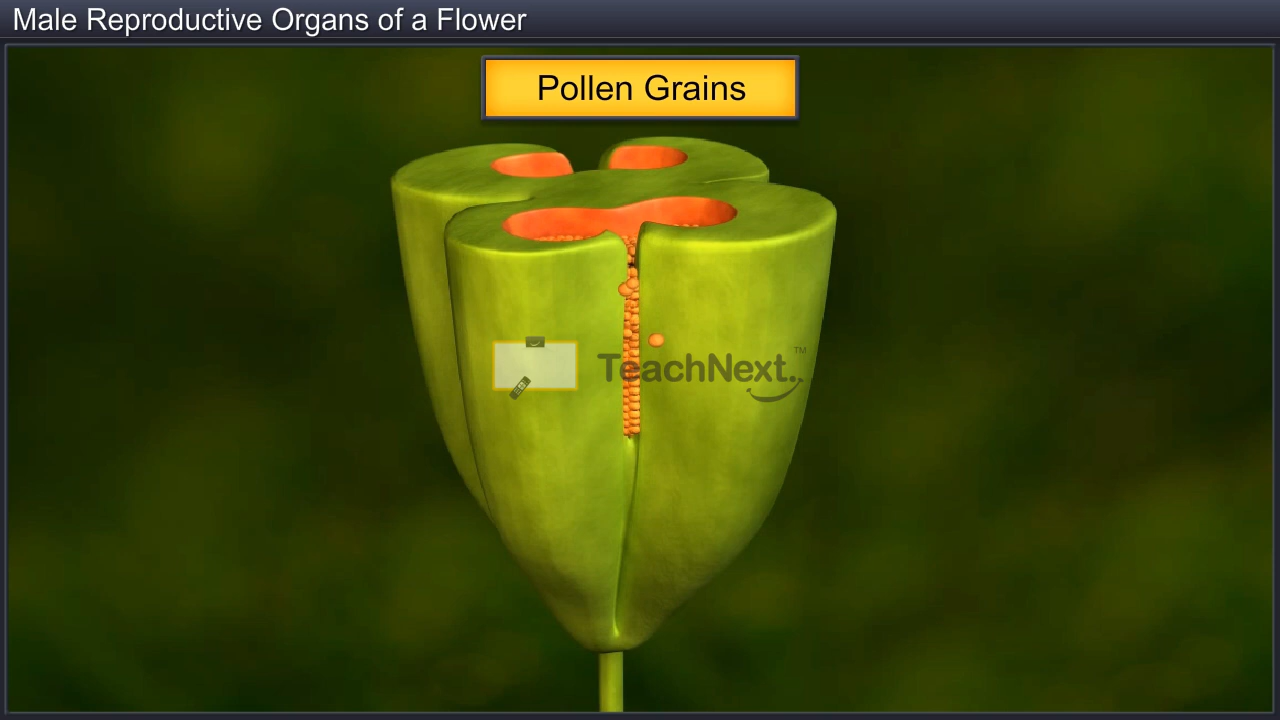 Male Reproductive Organs of a Flower
Pollen Grains
TeachNext.™